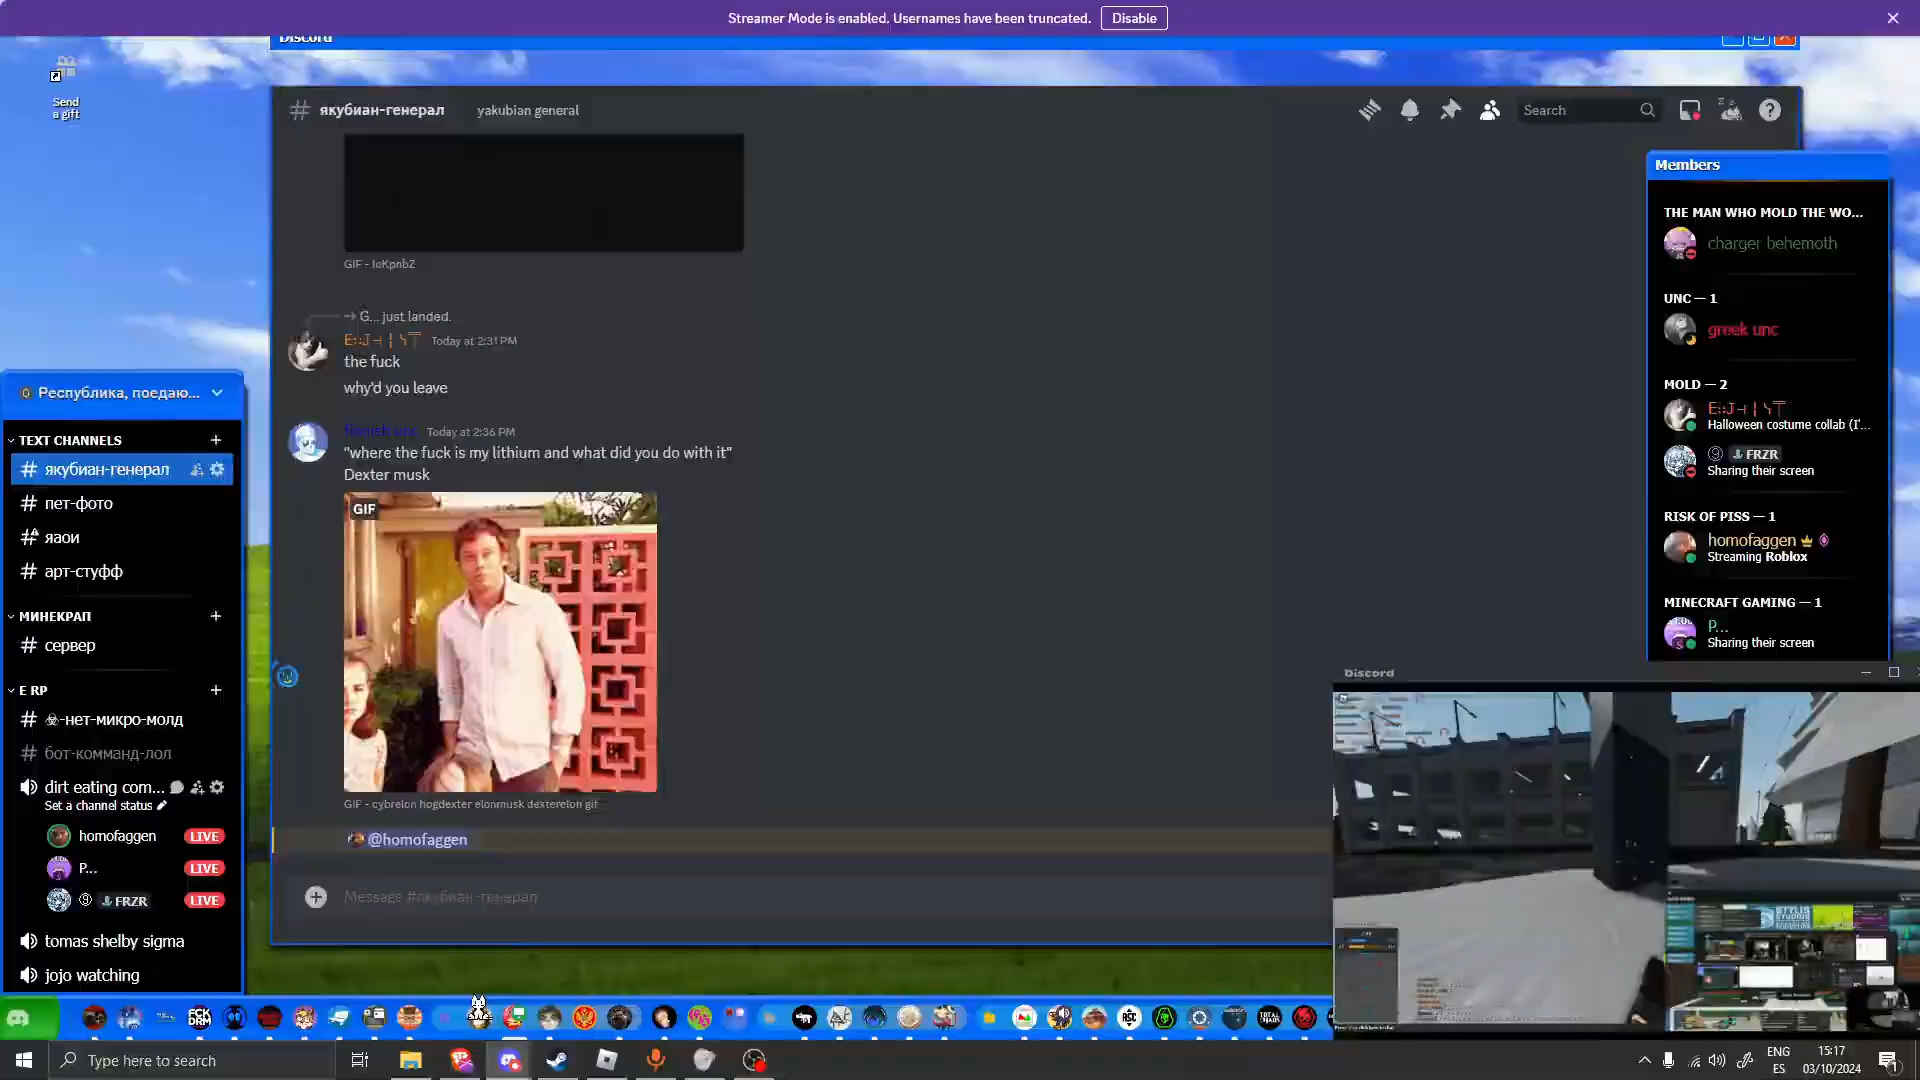 Streamer Mode is enabled. Usernames have been truncated. Disable
Discord
Send
a gift
якубиан-генерал yakubian general
Search
Members
THE MAN WHO MOLD THE WO...
charger behemoth
UNC — 1
greek unc
MOLD — 2
Halloween costume collab (I'...
FRZR
Sharing their screen
RISK OF PISS — 1
homofaggen
Streaming Roblox
MINECRAFT GAMING — 1
P...
Sharing their screen
GIF - IoKpnbZ
G... just landed.
Today at 2:31 PM
the fuck
why'd you leave
Today at 2:36 PM
"where the fuck is my lithium and what did you do with it"
Dexter musk
GIF
GIF - cybrelon hogdexter elonmusk dexterelon gif
@homofaggen
Message #якубиан-генерал
Республика, поедаю...
TEXT CHANNELS
якубиан-генерал
пет-фото
яаои
арт-стуфф
МИНЕКРАП
сервер
E RP
-нет-микро-молд
бот-комманд-лол
dirt eating com...
Set a channel status
homofaggen LIVE
P... LIVE
FRZR LIVE
tomas shelby sigma
jojo watching
Discord
FCK
DRM
RSC
Type here to search
ENG
ES
15:17
03/10/2024